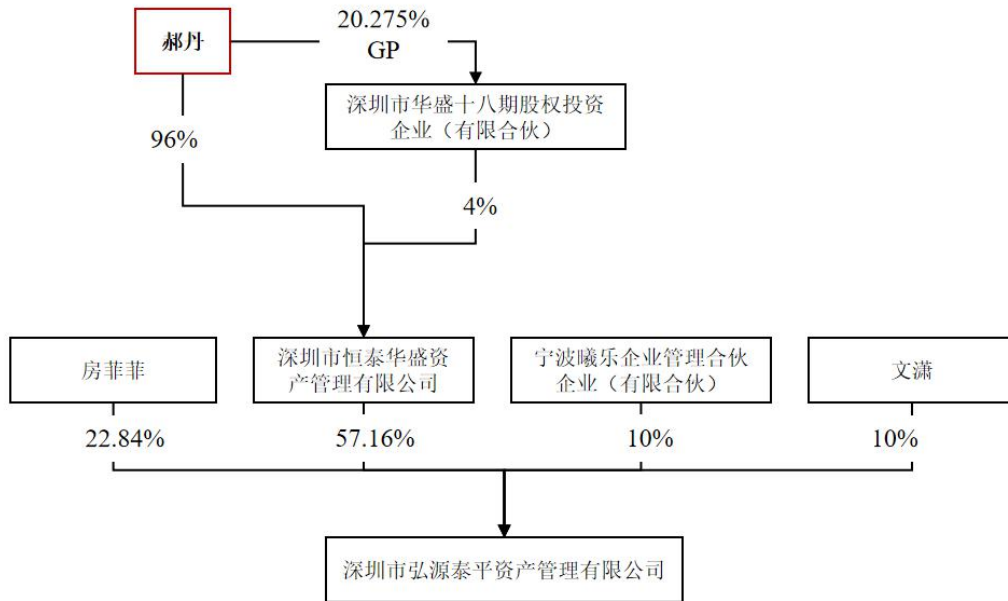 郝丹
20.275%
GP
深圳市华盛十八期股权投资
企业（有限合伙）
96%
4%
房菲菲
深圳市恒泰华盛资
产管理有限公司
宁波曦乐企业管理合伙
企业（有限合伙）
文潇
22.84%
57.16%
10%
10%
深圳市弘源泰平资产管理有限公司